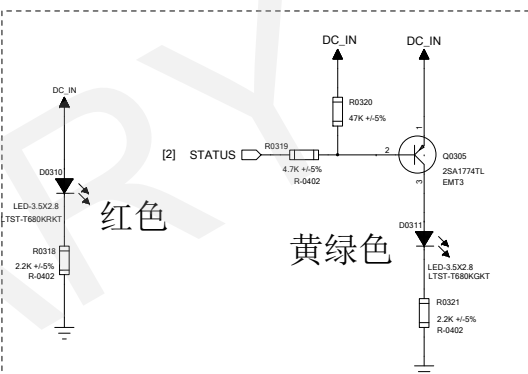 DC_IN
DC_IN
DC_IN
R0320
47K +/-5%
[2] STATUS
R0319
4.7K +/-5%
R-0402
1
2
3
Q0305
2SA1774TL
EMT3
D0310
LED-3.5X2.8
LTST-T680KRKT
红色
R0318
2.2K +/-5%
R-0402
D0311
黄绿色
LED-3.5X2.8
LTST-T680KGKT
R0321
2.2K +/-5%
R-0402